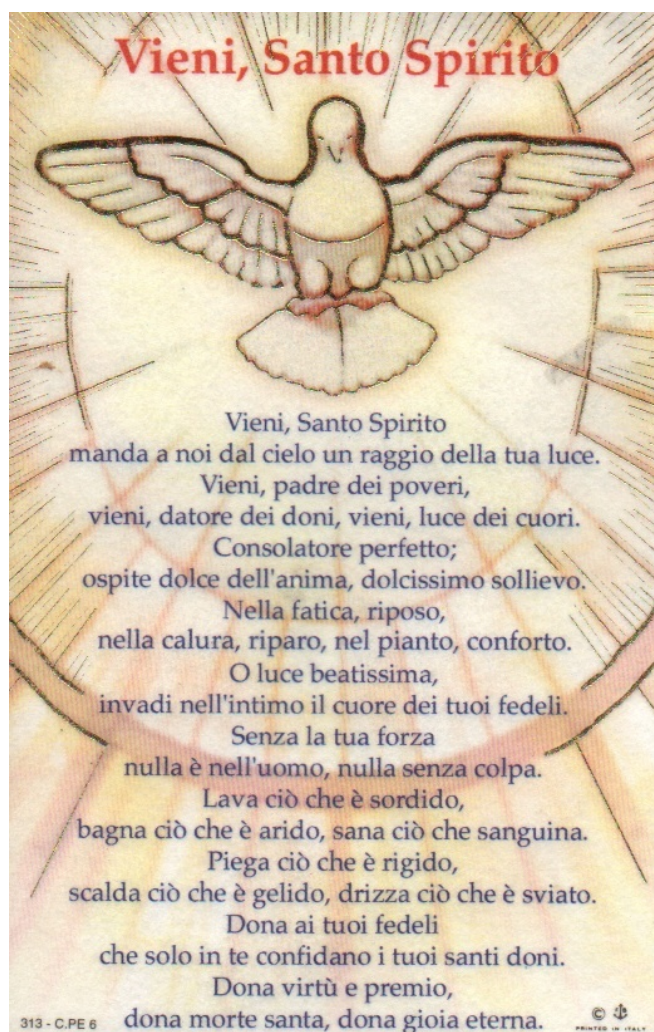 Vieni, Santo Spirito
Vieni, Santo Spirito
manda a noi dal cielo un raggio della tua luce.
Vieni, padre dei poveri,
vieni, datore dei doni, vieni, luce dei cuori.
Consolatore perfetto;
ospite dolce dell'anima, dolcissimo sollievo.
Nella fatica, riposo,
nella calura, riparo, nel pianto, conforto.
O luce beatissima,
invadi nell'intimo il cuore dei tuoi fedeli.
Senza la tua forza
nulla è nell'uomo, nulla senza colpa.
Lava ciò che è sordido,
bagna ciò che è arido, sana ciò che sanguina.
Piega ciò che è rigido,
scalda ciò che è gelido, drizza ciò che è sviato.
Dona ai tuoi fedeli
che solo in te confidano i tuoi santi doni.
Dona virtù e premio,
dona morte santa, dona gioia eterna.
313 - C.PE 6
©
PRINTED IN ITALY